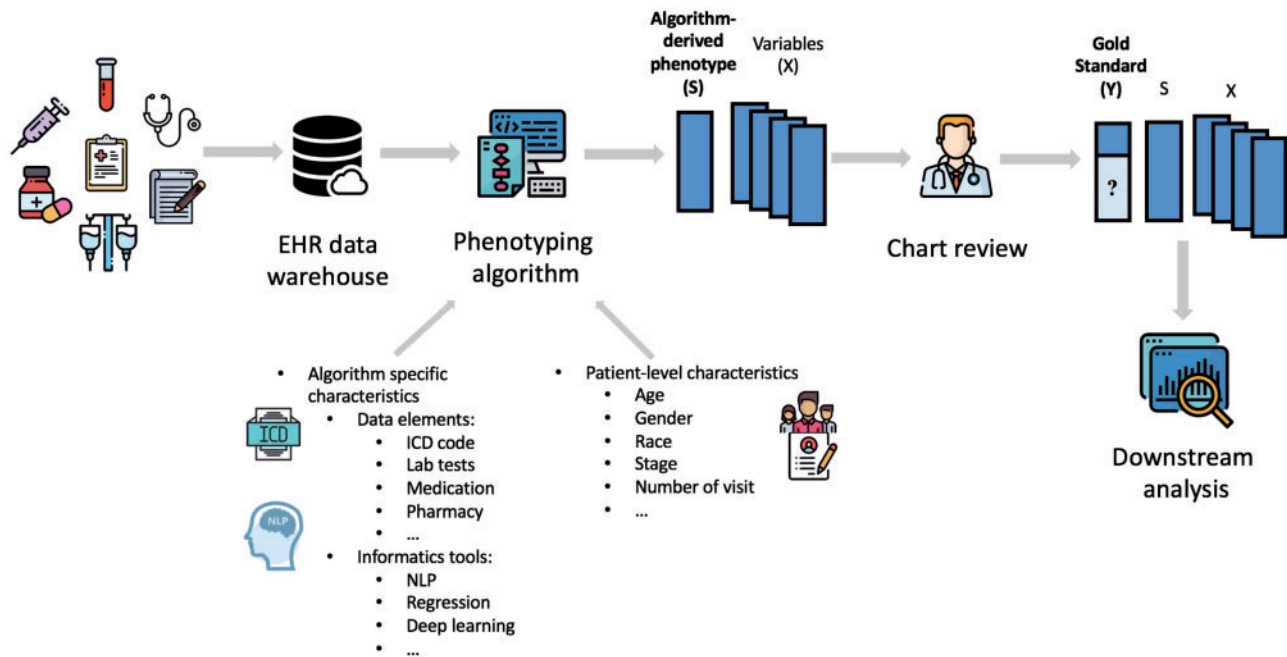 Algorithm-
derived
phenotype
(S)
Variables
(X)
Gold
Standard
(Y)
S
X
</>
?
EHR data
warehouse
Phenotyping
algorithm
Chart review
Downstream
analysis
• Algorithm specific
characteristics
• Data elements:
• ICD code
• Lab tests
• Medication
• Pharmacy
• ...
• Informatics tools:
• NLP
• Regression
• Deep learning
• ...
ICD
NLP
• Patient-level characteristics
• Age
• Gender
• Race
• Stage
• Number of visit
• ...